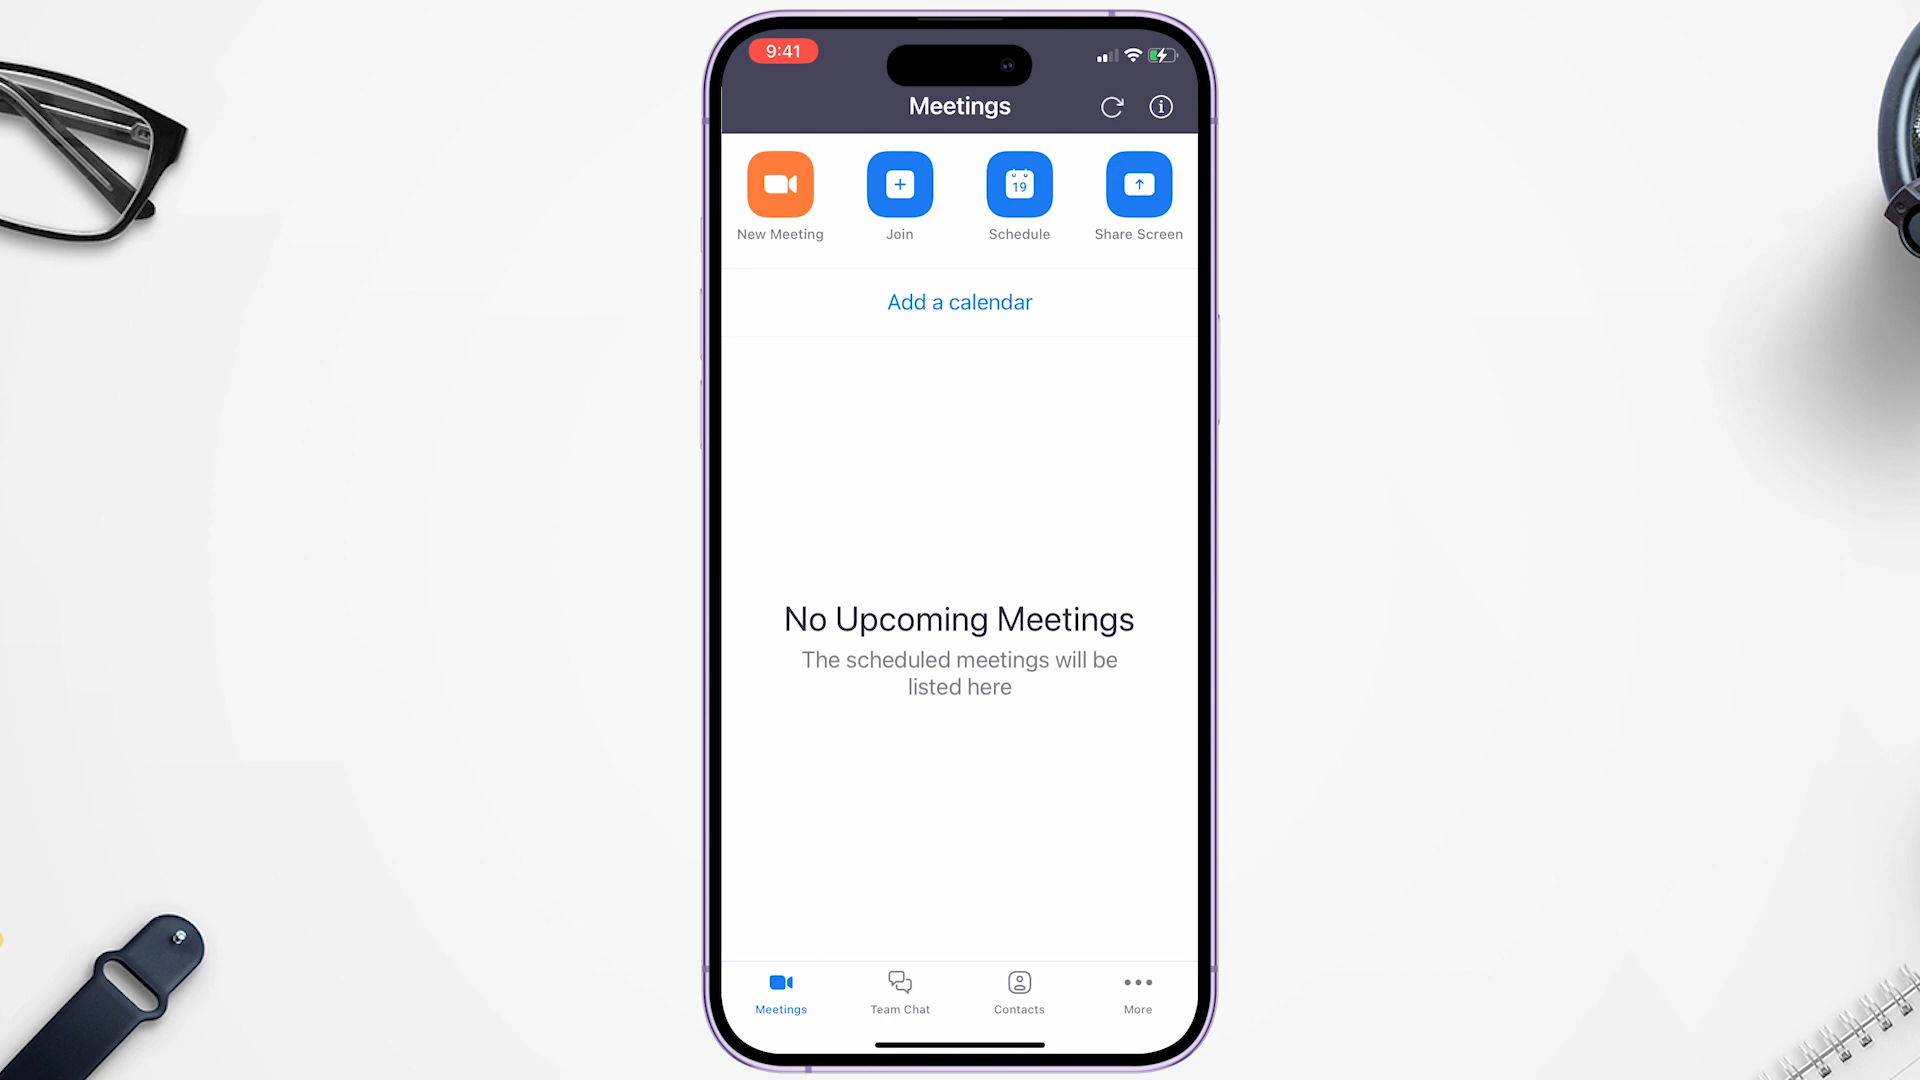 9:41
Meetings
19
New Meeting
Join
Schedule
Share Screen
Add a calendar
No Upcoming Meetings
The scheduled meetings will be
listed here
Meetings
Team Chat
Contacts
More